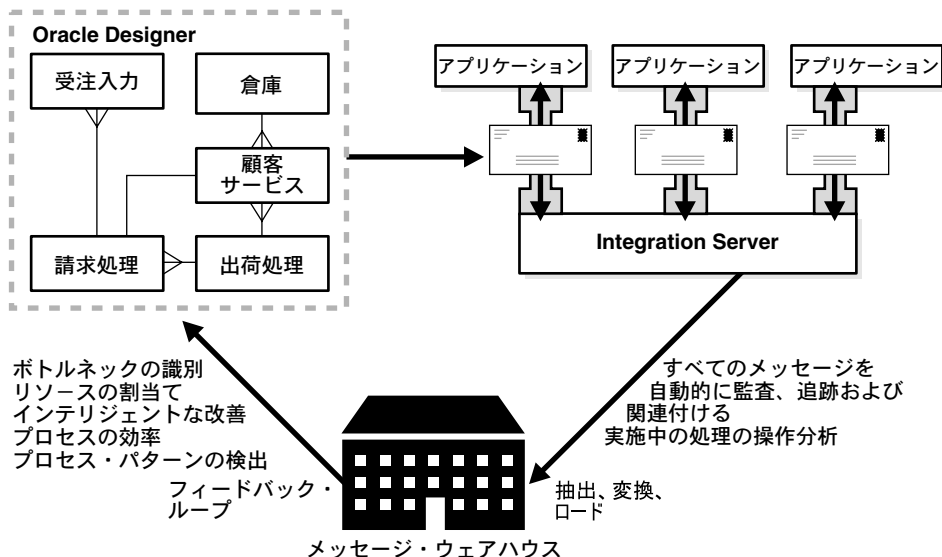 Oracle Designer
受注入力
倉庫
顧客
サービス
請求処理
出荷処理
アプリケーション
アプリケーション
アプリケーション
Integration Server
ボトルネックの識別
リソースの割当て
インテリジェントな改善
プロセスの効率
プロセス・パターンの検出
フィードバック・
ループ
すべてのメッセージを
自動的に監査、追跡および
関連付ける
実施中の処理の操作分析
抽出、変換、
ロード
メッセージ・ウェアハウス